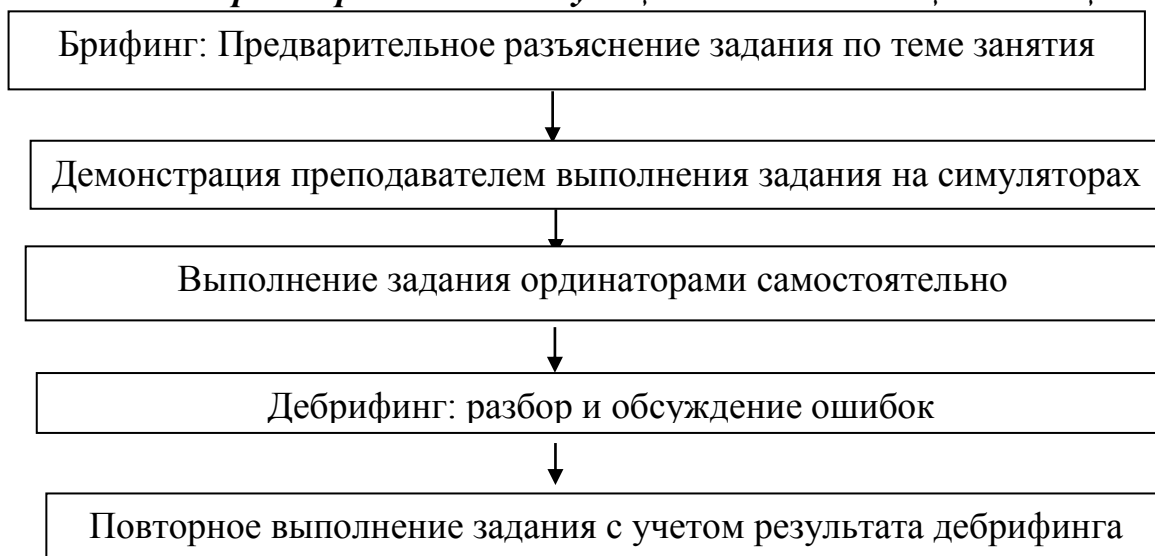 Брифинг: Предварительное разъяснение задания по теме занятия
Демонстрация преподавателем выполнения задания на симуляторах
Выполнение задания ординаторами самостоятельно
Дебрифинг: разбор и обсуждение ошибок
Повторное выполнение задания с учетом результата дебрифинга